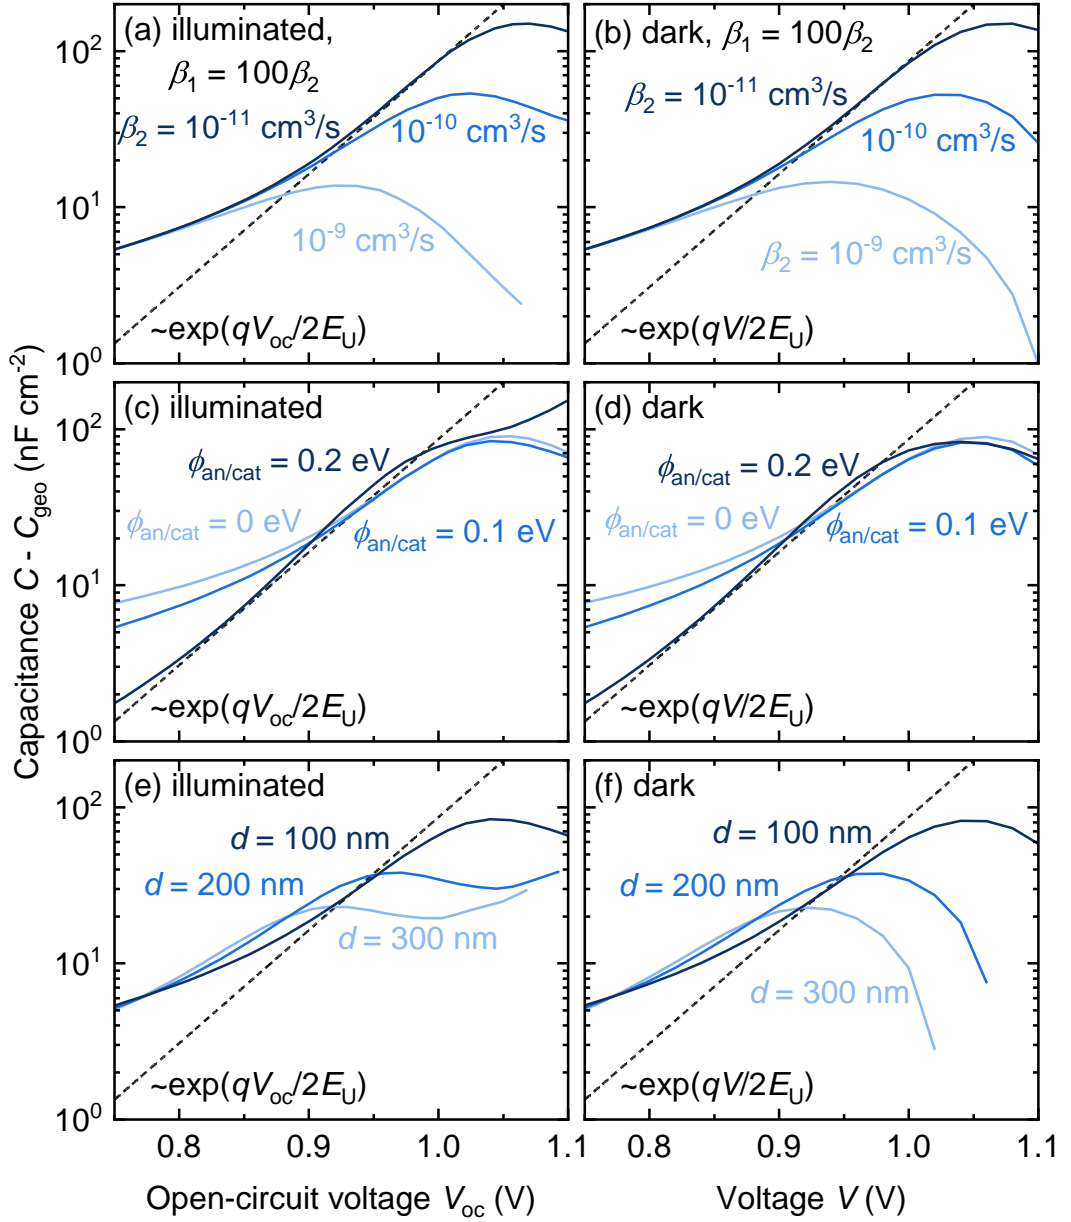 (a) illuminated,
β₁ = 100β₂
β₂ = 10⁻¹¹ cm³/s
10⁻¹⁰ cm³/s
10⁻⁹ cm³/s
~exp(qVoc/2EU)
(b) dark, β₁ = 100β₂
β₂ = 10⁻¹¹ cm³/s
10⁻¹⁰ cm³/s
β₂ = 10⁻⁹ cm³/s
~exp(qV/2EU)
10²
10¹
10⁰
(c) illuminated
ϕan/cat = 0.2 eV
ϕan/cat = 0 eV
ϕan/cat = 0.1 eV
~exp(qVoc/2EU)
(d) dark
ϕan/cat = 0.2 eV
ϕan/cat = 0 eV
ϕan/cat = 0.1 eV
~exp(qV/2EU)
10²
10¹
10⁰
Capacitance C - Cgeo (nF cm⁻²)
(e) illuminated
d = 100 nm
d = 200 nm
d = 300 nm
~exp(qVoc/2EU)
(f) dark
d = 100 nm
d = 200 nm
d = 300 nm
~exp(qV/2EU)
10²
10¹
10⁰
0.8 0.9 1.0 1.1
0.8 0.9 1.0 1.1
Open-circuit voltage Voc (V)
Voltage V (V)